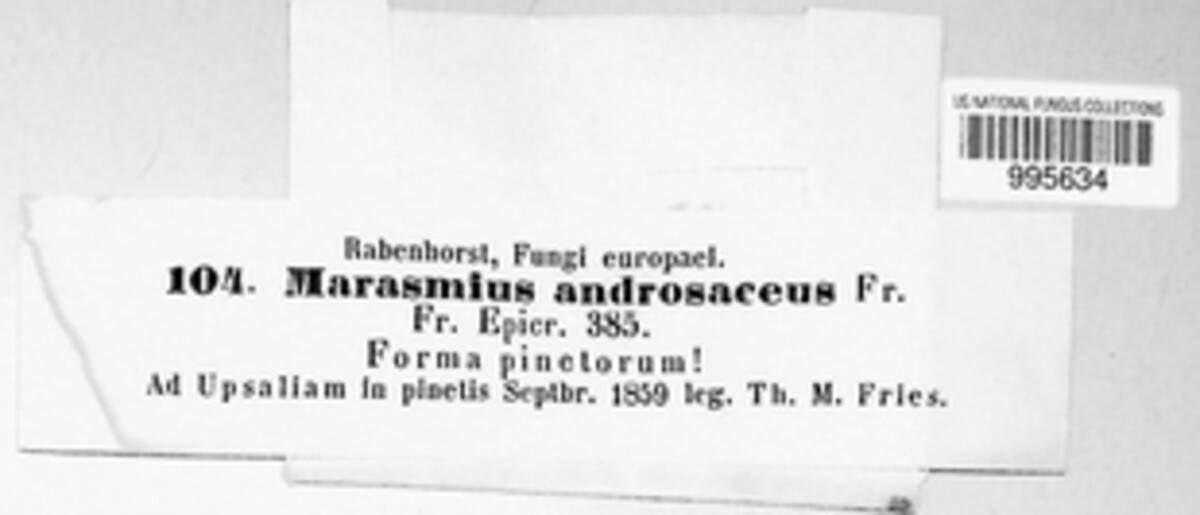 US NATIONAL FUNGUS COLLECTIONS
995634
Rabenhorst, Fungi europaei.
104. Marasmius androsaceus Fr.
Fr. Epicr. 385.
Forma pinetorum!
Ad Upsaliam in pinetis Septbr. 1859 leg. Th. M. Fries.